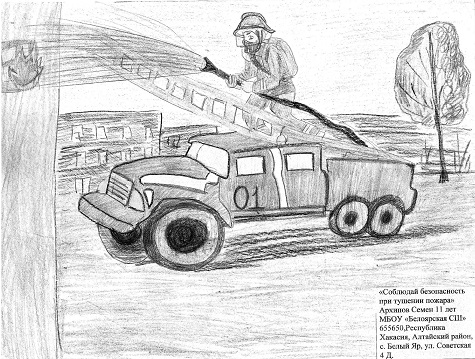 01
«Соблюдай безопасность
при тушении пожара»
Архипов Семен 11 лет
МБОУ «Белоярская СШ»
655650,Республика
Хакасия, Алтайский район,
с. Белый Яр, ул. Советская
4 Д.